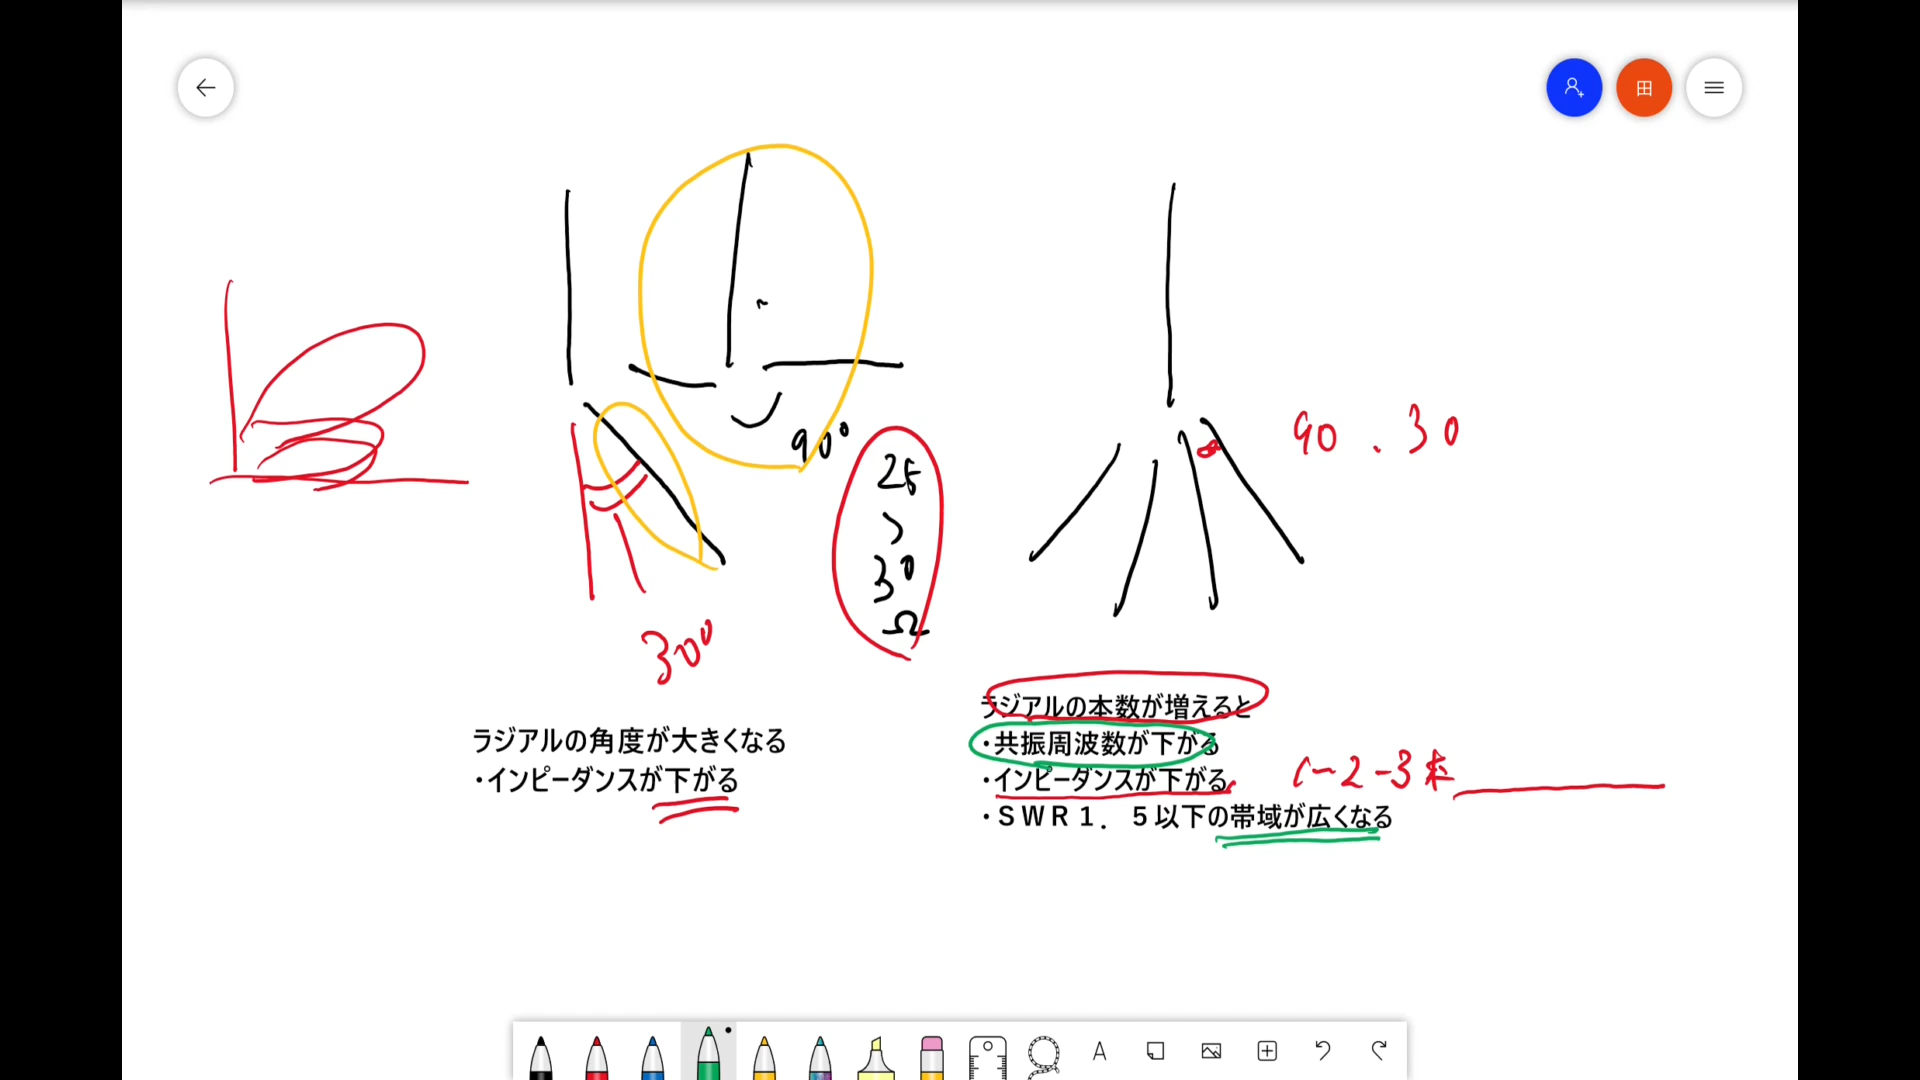 田
90°
25
>
30
Ω
30°
90.30
ラジアルの角度が大きくなる
・インピーダンスが下がる
ラジアルの本数が増えると
・共振周波数が下がる
・インピーダンスが下がる
1-2-3本
・ＳＷＲ１．５以下の帯域が広くなる
A